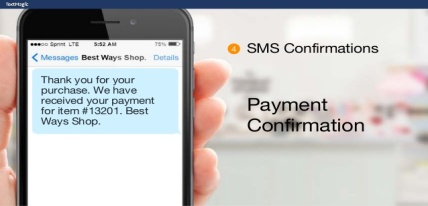 TextMagic
●●●○○ Sprint LTE 5:52 AM 75%
Messages Best Ways Shop. Details
Thank you for your
purchase. We have
received your payment
for item #13201. Best
Ways Shop.
4 SMS Confirmations
Payment
Confirmation